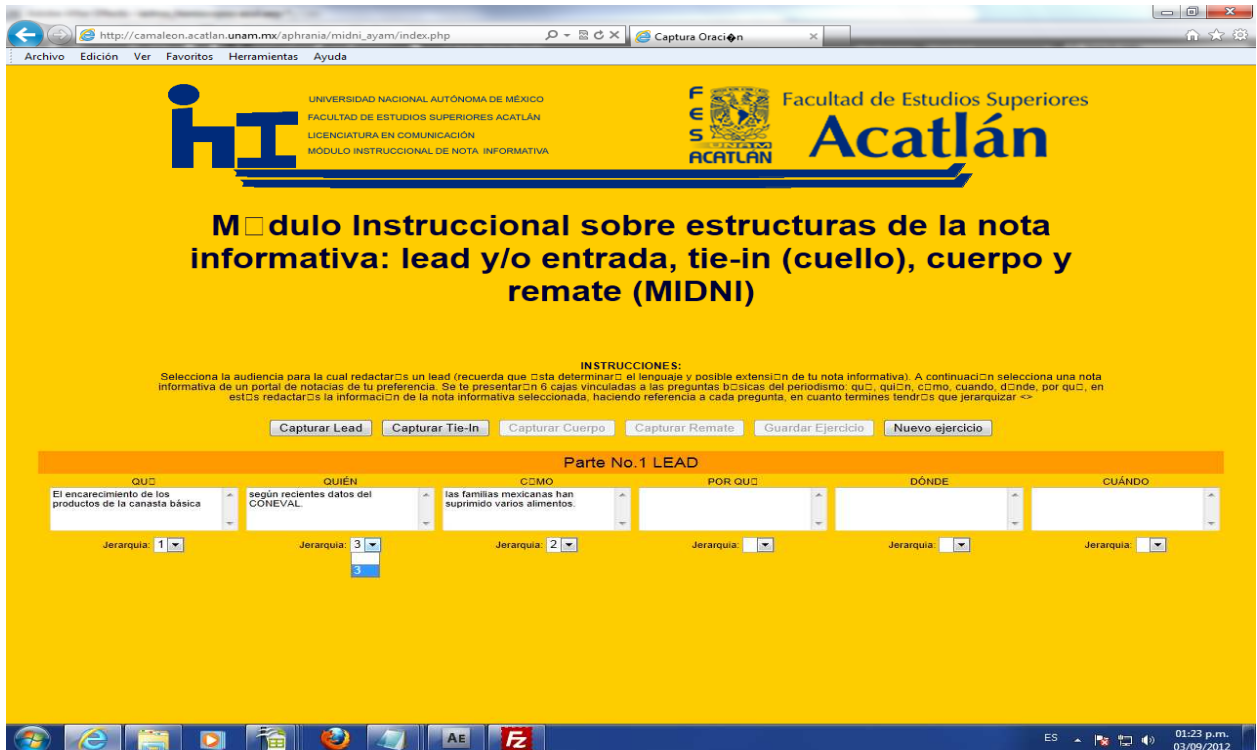 http://camaleon.acatlan.unam.mx/aphrania/midni_ayam/index.php
Captura Oraci�n
Archivo Edición Ver Favoritos Herramientas Ayuda
hI
UNIVERSIDAD NACIONAL AUTÓNOMA DE MÉXICO
FACULTAD DE ESTUDIOS SUPERIORES ACATLÁN
LICENCIATURA EN COMUNICACIÓN
MÓDULO INSTRUCCIONAL DE NOTA INFORMATIVA
FES
UNAM
ACATLÁN
Facultad de Estudios Superiores
Acatlán
M□dulo Instruccional sobre estructuras de la nota
informativa: lead y/o entrada, tie-in (cuello), cuerpo y
remate (MIDNI)
INSTRUCCIONES:
Selecciona la audiencia para la cual redactar□s un lead (recuerda que □sta determinar□ el lenguaje y posible extensi□n de tu nota informativa). A continuaci□n selecciona una nota
informativa de un portal de notacias de tu preferencia. Se te presentar□n 6 cajas vinculadas a las preguntas b□sicas del periodismo: qu□, qui□n, c□mo, cuando, d□nde, por qu□, en
est□s redactar□s la informaci□n de la nota informativa seleccionada, haciendo referencia a cada pregunta, en cuanto termines tendr□s que jerarquizar <>
Capturar Lead Capturar Tie-In Capturar Cuerpo Capturar Remate Guardar Ejercicio Nuevo ejercicio
Parte No.1 LEAD
QU□ QUIÉN C□MO POR QU□ DÓNDE CUÁNDO
El encarecimiento de los
productos de la canasta básica
según recientes datos del
CONEVAL.
las familias mexicanas han
suprimido varios alimentos.
Jerarquia: 1 Jerarquia: 3 Jerarquia: 2 Jerarquia: Jerarquia: Jerarquia:
3
AE
Fz
ES
01:23 p.m.
03/09/2012